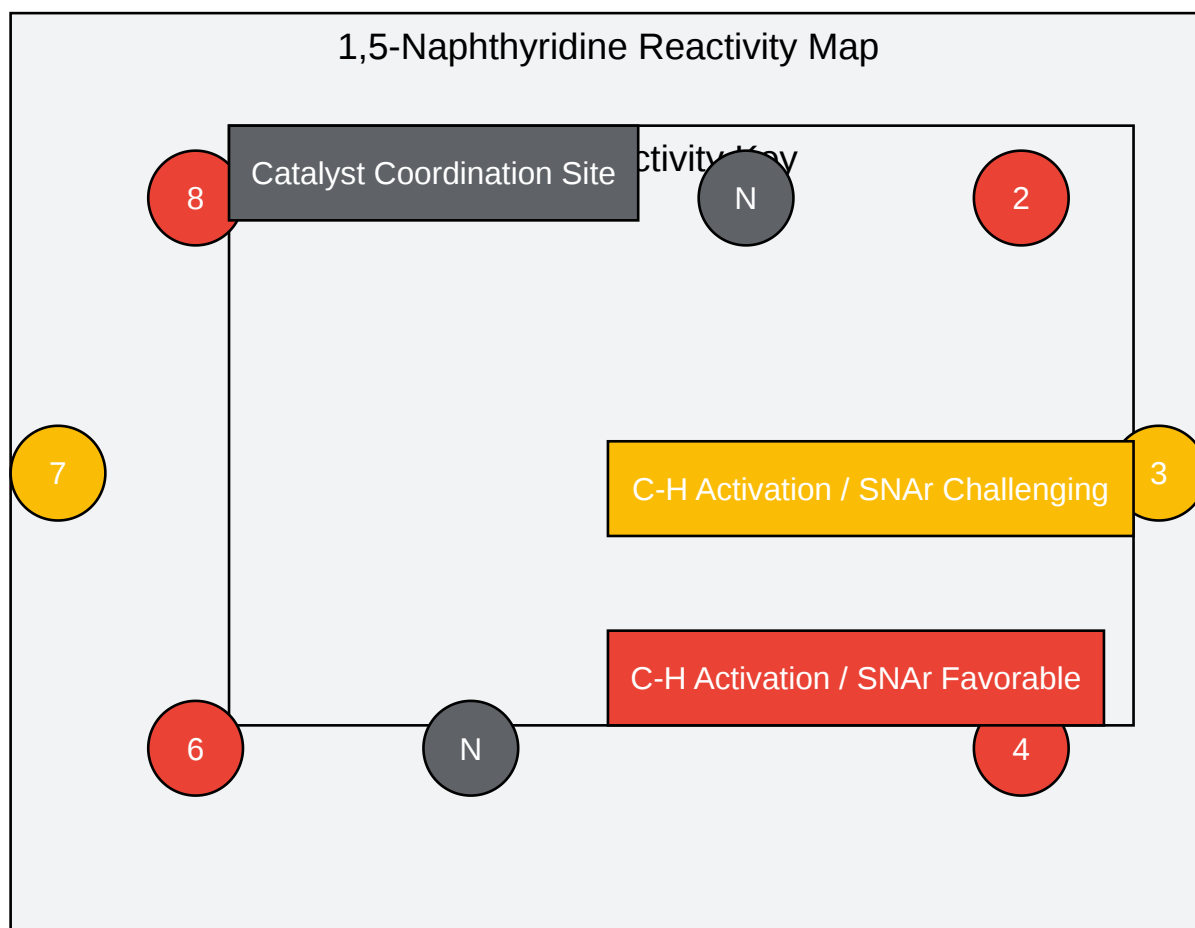 1,5-Naphthyridine Reactivity Map
Catalyst Coordination Site
Key
8
N
2
7
C-H Activation / SNAr Challenging
3
C-H Activation / SNAr Favorable
6
N
4